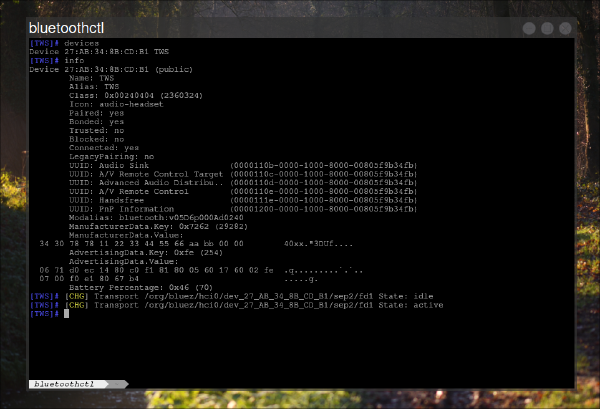 bluetoothctl
[TWS]# devices
Device 27:AB:34:8B:CD:B1 TWS
[TWS]# info
Device 27:AB:34:8B:CD:B1 (public)
Name: TWS
Alias: TWS
Class: 0x00240404 (2360324)
Icon: audio-headset
Paired: yes
Bonded: yes
Trusted: no
Blocked: no
Connected: yes
LegacyPairing: no
UUID: Audio Sink (0000110b-0000-1000-8000-00805f9b34fb)
UUID: A/V Remote Control Target (0000110c-0000-1000-8000-00805f9b34fb)
UUID: Advanced Audio Distribu.. (0000110d-0000-1000-8000-00805f9b34fb)
UUID: A/V Remote Control (0000110e-0000-1000-8000-00805f9b34fb)
UUID: Handsfree (0000111e-0000-1000-8000-00805f9b34fb)
UUID: PnP Information (00001200-0000-1000-8000-00805f9b34fb)
Modalias: bluetooth:v05D6p000Ad0240
ManufacturerData.Key: 0x7262 (29282)
ManufacturerData.Value:
34 30 78 78 11 22 33 44 55 66 aa bb 00 00 40xx."3DUf....
AdvertisingData.Key: 0xfe (254)
AdvertisingData.Value:
06 71 d0 ec 14 80 c0 f1 81 80 05 60 17 60 02 fe .q.........`.`..
07 00 f0 e1 80 67 b4 .....g.
Battery Percentage: 0x46 (70)
[TWS]# [CHG] Transport /org/bluez/hci0/dev_27_AB_34_8B_CD_B1/sep2/fd1 State: idle
[TWS]# [CHG] Transport /org/bluez/hci0/dev_27_AB_34_8B_CD_B1/sep2/fd1 State: active
[TWS]#
bluetoothctl